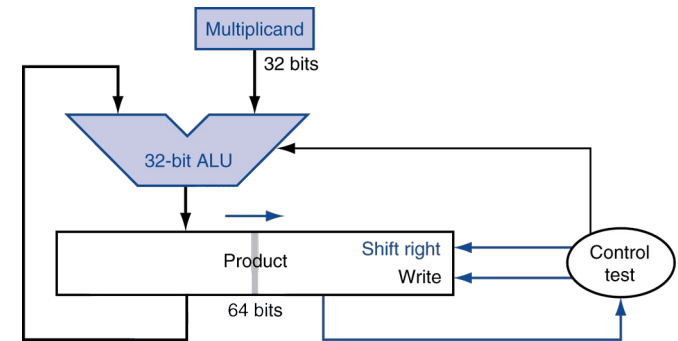 Multiplicand
32 bits
32-bit ALU
Product
Shift right
Write
Control
test
64 bits